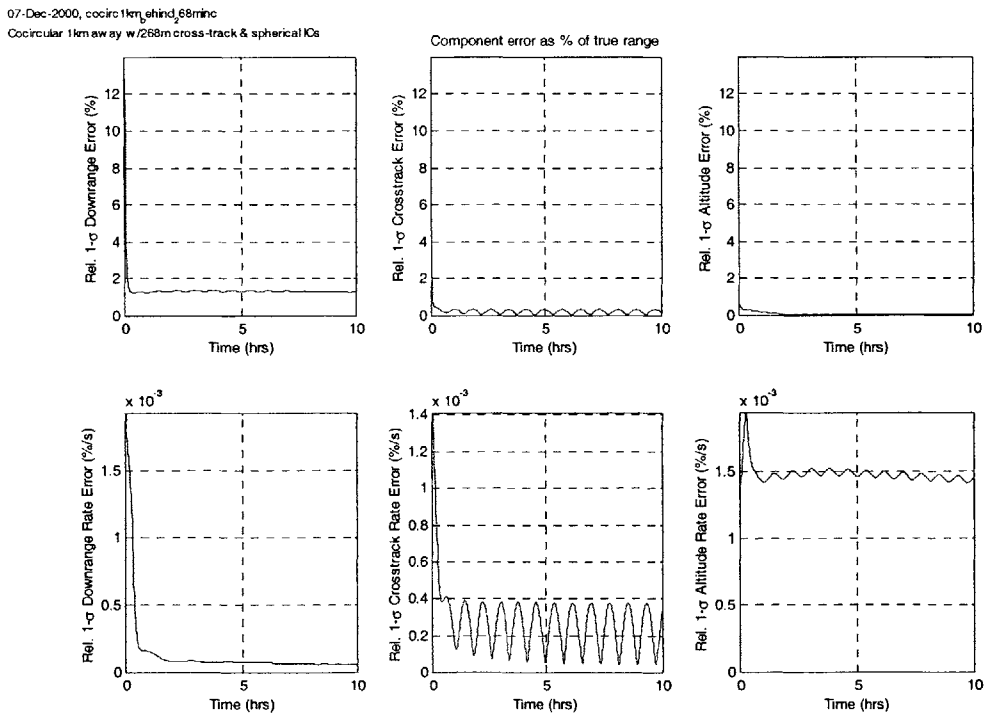 07-Dec-2000, cocirc1kmbehind268minc
Cocircular 1km away w/268m cross-track & spherical ICs
Component error as % of true range
Rel. 1-σ Downrange Error (%)
12
10
8
6
4
2
0
0 5 10
Time (hrs)
Rel. 1-σ Crosstrack Error (%)
12
10
8
6
4
2
0
0 5 10
Time (hrs)
Rel. 1-σ Altitude Error (%)
12
10
8
6
4
2
0
0 5 10
Time (hrs)
x 10-3
Rel. 1-σ Downrange Rate Error (%/s)
1.5
1
0.5
0
0 5 10
Time (hrs)
x 10-3
Rel. 1-σ Crosstrack Rate Error (%/s)
1.4
1.2
1
0.8
0.6
0.4
0.2
0
0 5 10
Time (hrs)
x 10-3
Rel. 1-σ Altitude Rate Error (%/s)
1.5
1
0.5
0
0 5 10
Time (hrs)